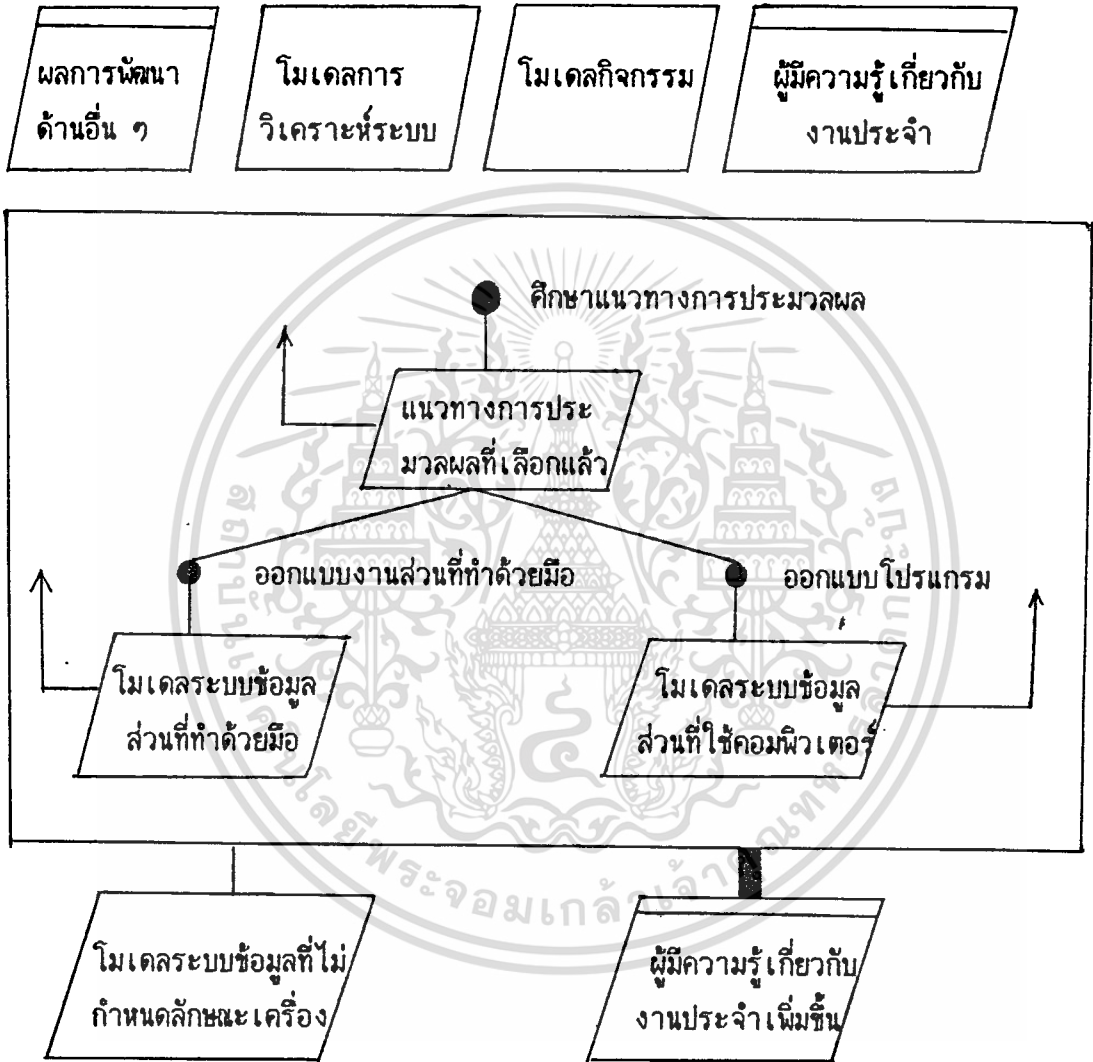 ผลการพัฒนา
ด้านอื่น ๆ
โมเดลการ
วิเคราะห์ระบบ
โมเดลกิจกรรม
ผู้มีความรู้เกี่ยวกับ
งานประจำ
ศึกษาแนวทางการประมวลผล
แนวทางการประ
มวลผลที่เลือกแล้ว
ออกแบบงานส่วนที่ทำด้วยมือ
ออกแบบโปรแกรม
โมเดลระบบข้อมูล
ส่วนที่ทำด้วยมือ
โมเดลระบบข้อมูล
ส่วนที่ใช้คอมพิวเตอร์
โมเดลระบบข้อมูลที่ไม่
กำหนดลักษณะเครื่อง
ผู้มีความรู้เกี่ยวกับ
งานประจำเพิ่มขึ้น